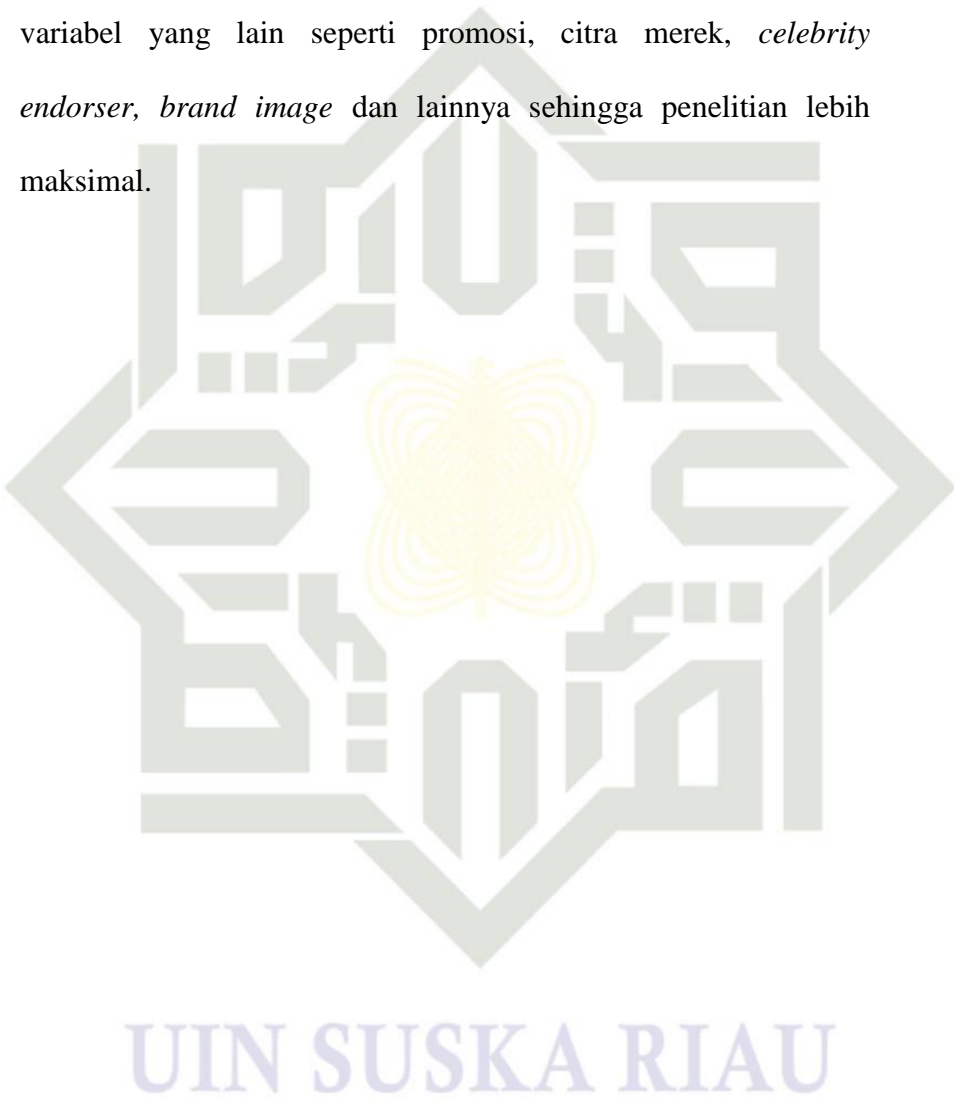 variabel yang lain seperti promosi, citra merek, celebrity
endorser, brand image dan lainnya sehingga penelitian lebih
maksimal.
UIN SUSKA RIAU